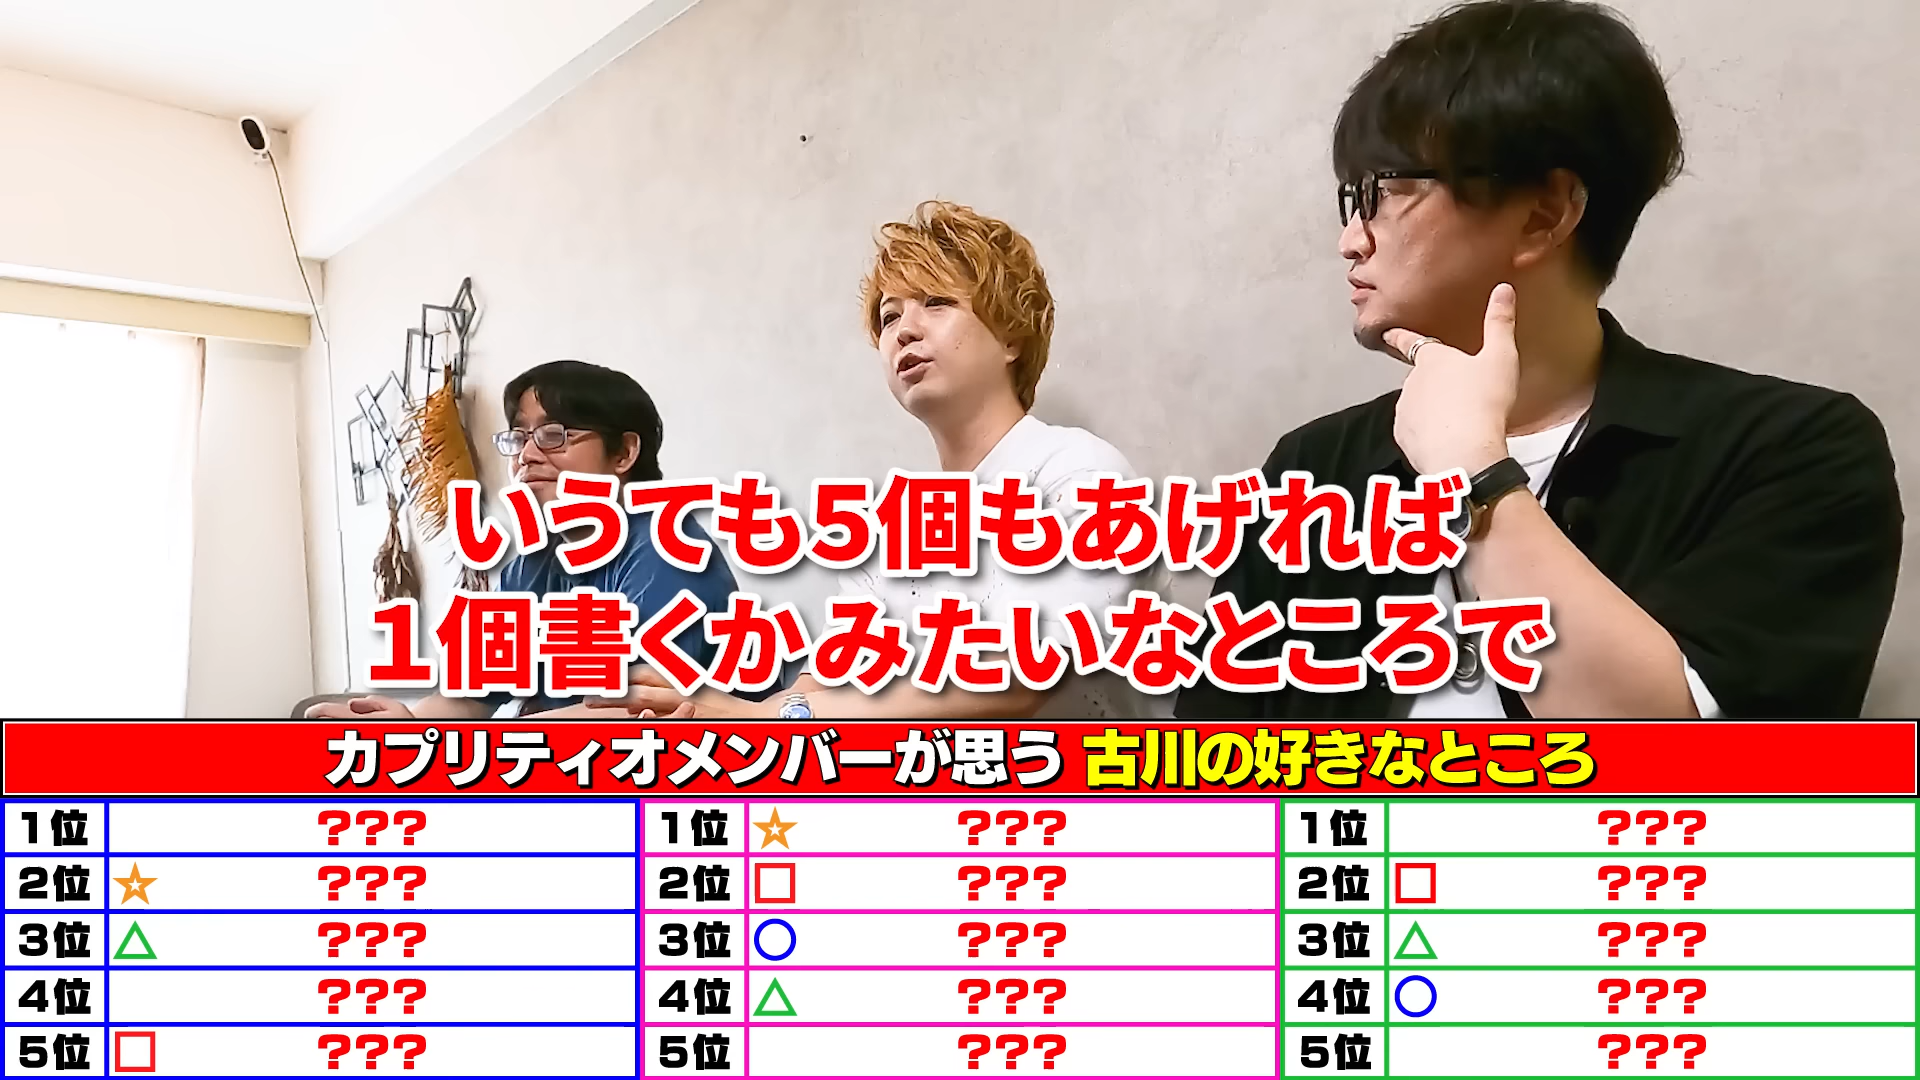 いうても5個もあげれば
1個書くかみたいなところで
カプリティオメンバーが思う 古川の好きなところ
1位 ???
2位 ☆ ???
3位 △ ???
4位 ???
5位 □ ???
1位 ☆ ???
2位 □ ???
3位 ○ ???
4位 △ ???
5位 ???
1位 ???
2位 □ ???
3位 △ ???
4位 ○ ???
5位 ???